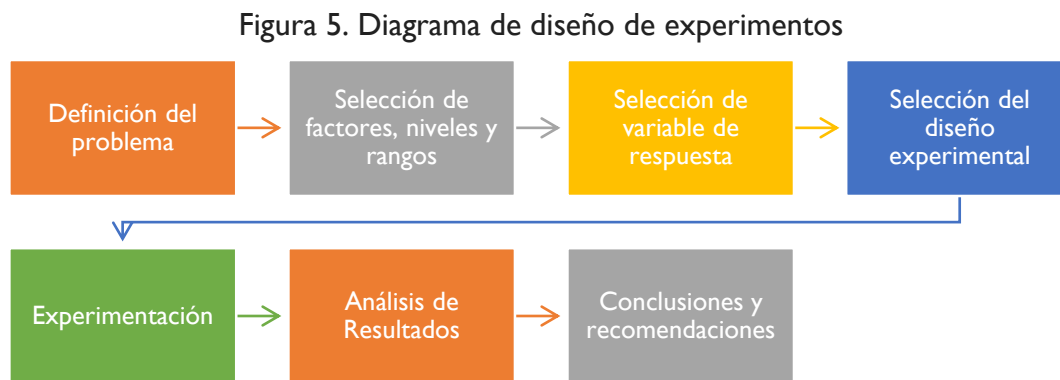 Figura 5. Diagrama de diseño de experimentos
Definición del
problema
Selección de
factores, niveles y
rangos
Selección de
variable de
respuesta
Selección del
diseño
experimental
Experimentación
Análisis de
Resultados
Conclusiones y
recomendaciones